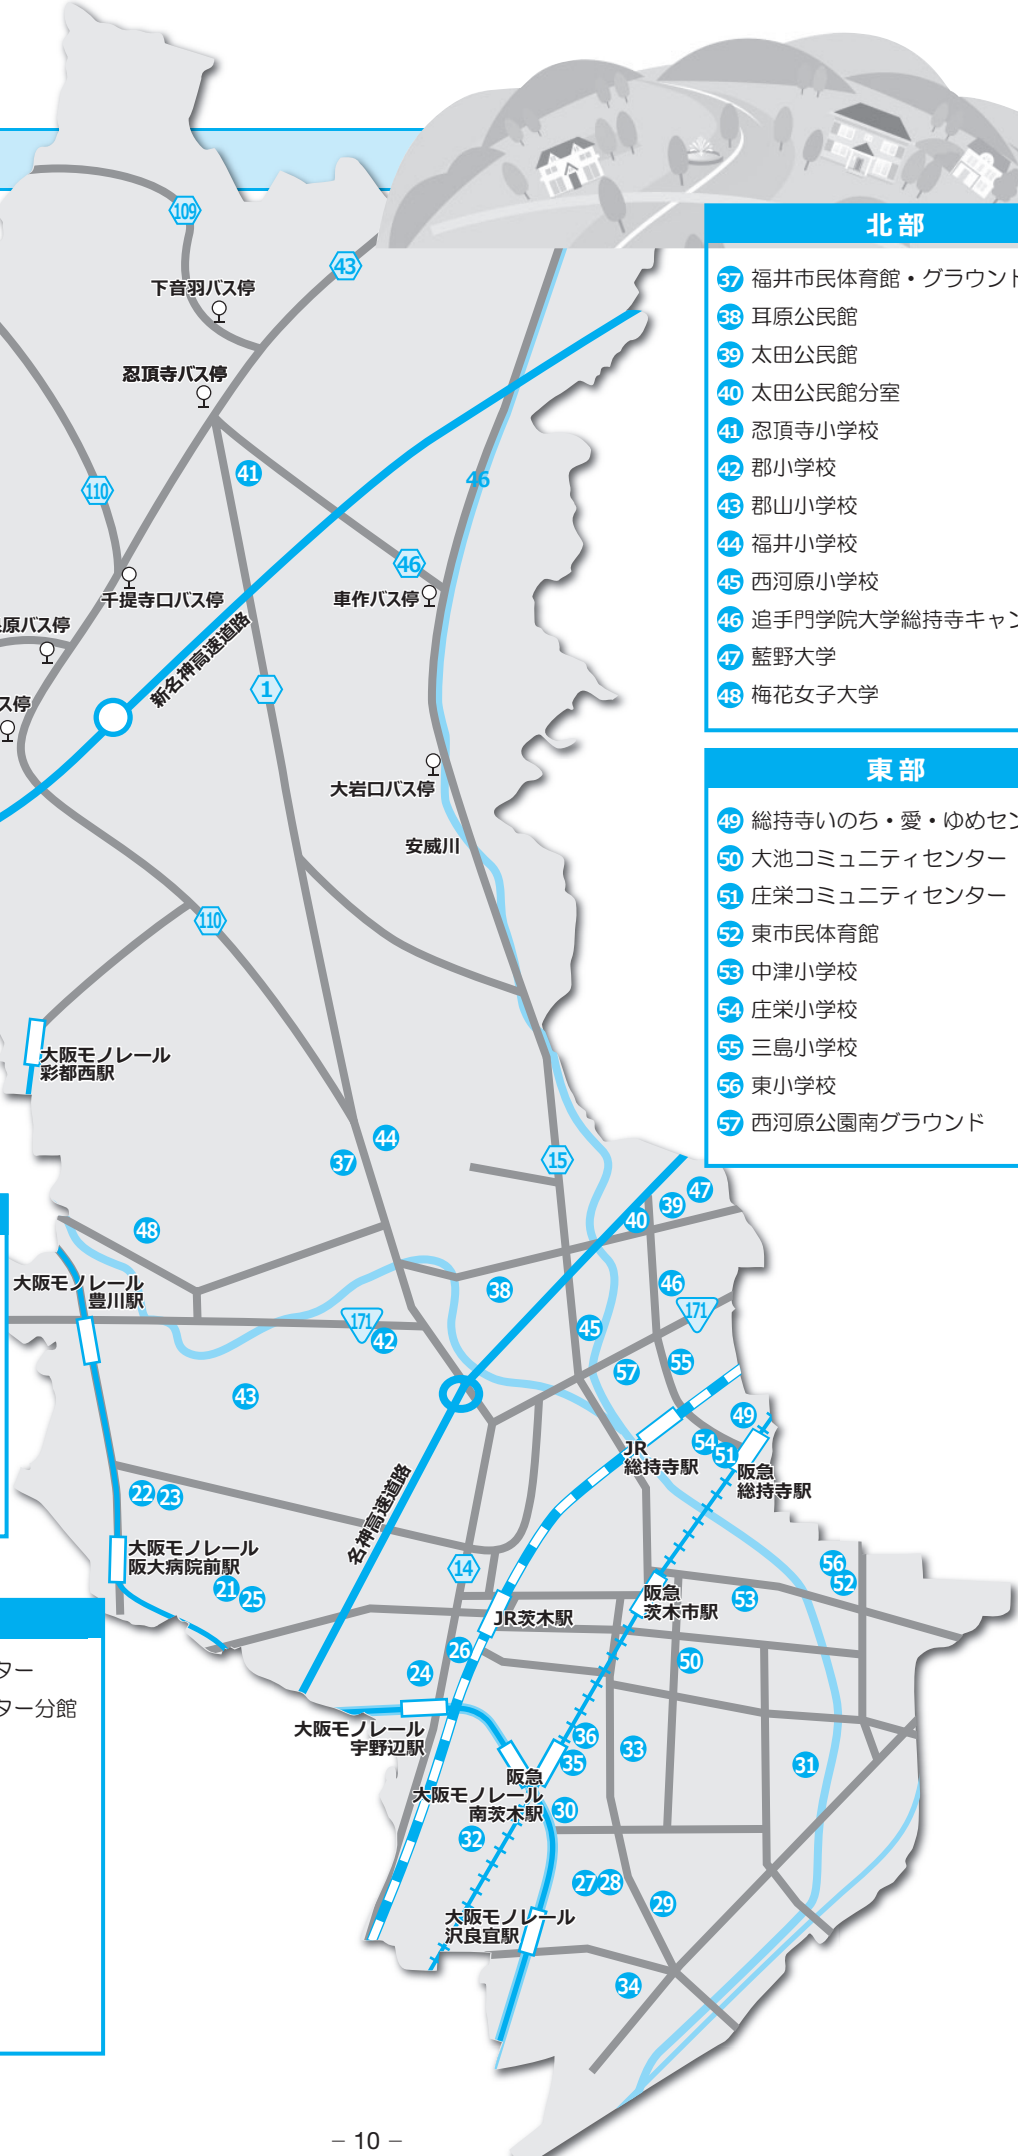 109
43
下音羽バス停
忍頂寺バス停
41
46
110
46
千提寺口バス停
車作バス停
原バス停
新名神高速道路
1
ス停
大岩口バス停
安威川
110
大阪モノレール
彩都西駅
44
37
15
47
39
40
48
大阪モノレール
豊川駅
38
46
171
171
42
45
57
55
43
49
JR
総持寺駅
54
51
阪急
総持寺駅
22
23
名神高速道路
大阪モノレール
阪大病院前駅
14
21
25
56
52
阪急
茨木市駅
53
JR茨木駅
26
24
50
大阪モノレール
宇野辺駅
36
35
33
31
阪急
大阪モノレール
南茨木駅
30
32
27
28
29
大阪モノレール
沢良宜駅
34
北部
37 福井市民体育館・グラウンド
38 耳原公民館
39 太田公民館
40 太田公民館分室
41 忍頂寺小学校
42 郡小学校
43 郡山小学校
44 福井小学校
45 西河原小学校
46 追手門学院大学総持寺キャン
47 藍野大学
48 梅花女子大学
東部
49 総持寺いのち・愛・ゆめセン
50 大池コミュニティセンター
51 庄栄コミュニティセンター
52 東市民体育館
53 中津小学校
54 庄栄小学校
55 三島小学校
56 東小学校
57 西河原公園南グラウンド
ター
ター分館
− 10 −